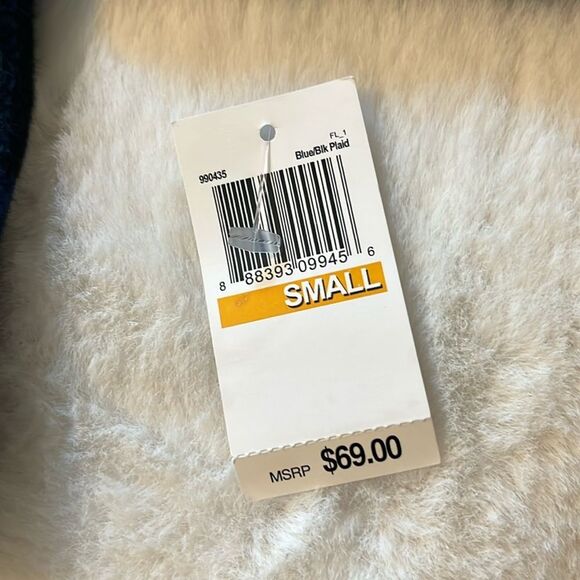 FL_1
990435 Blue/Blk Plaid
8 88393 09945 6
SMALL
MSRP $69.00